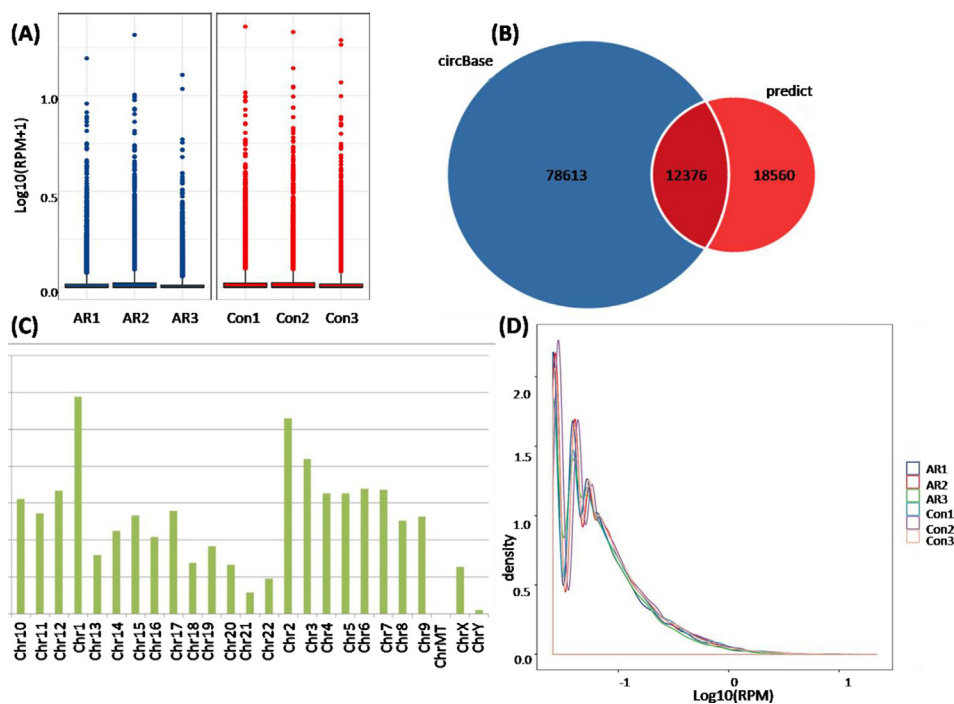 (A)
Log10(RPM+1)
1.0
0.5
0.0
AR1 AR2 AR3 Con1 Con2 Con3
(B)
circBase
predict
78613 12376 18560
(C)
Chr10 Chr11 Chr12 Chr1 Chr13 Chr14 Chr15 Chr16 Chr17 Chr18 Chr19 Chr20 Chr21 Chr22 Chr2 Chr3 Chr4 Chr5 Chr6 Chr7 Chr8 Chr9 ChrMT ChrX ChrY
(D)
density
2.0
1.5
1.0
0.5
0.0
-1 0 1
Log10(RPM)
AR1
AR2
AR3
Con1
Con2
Con3